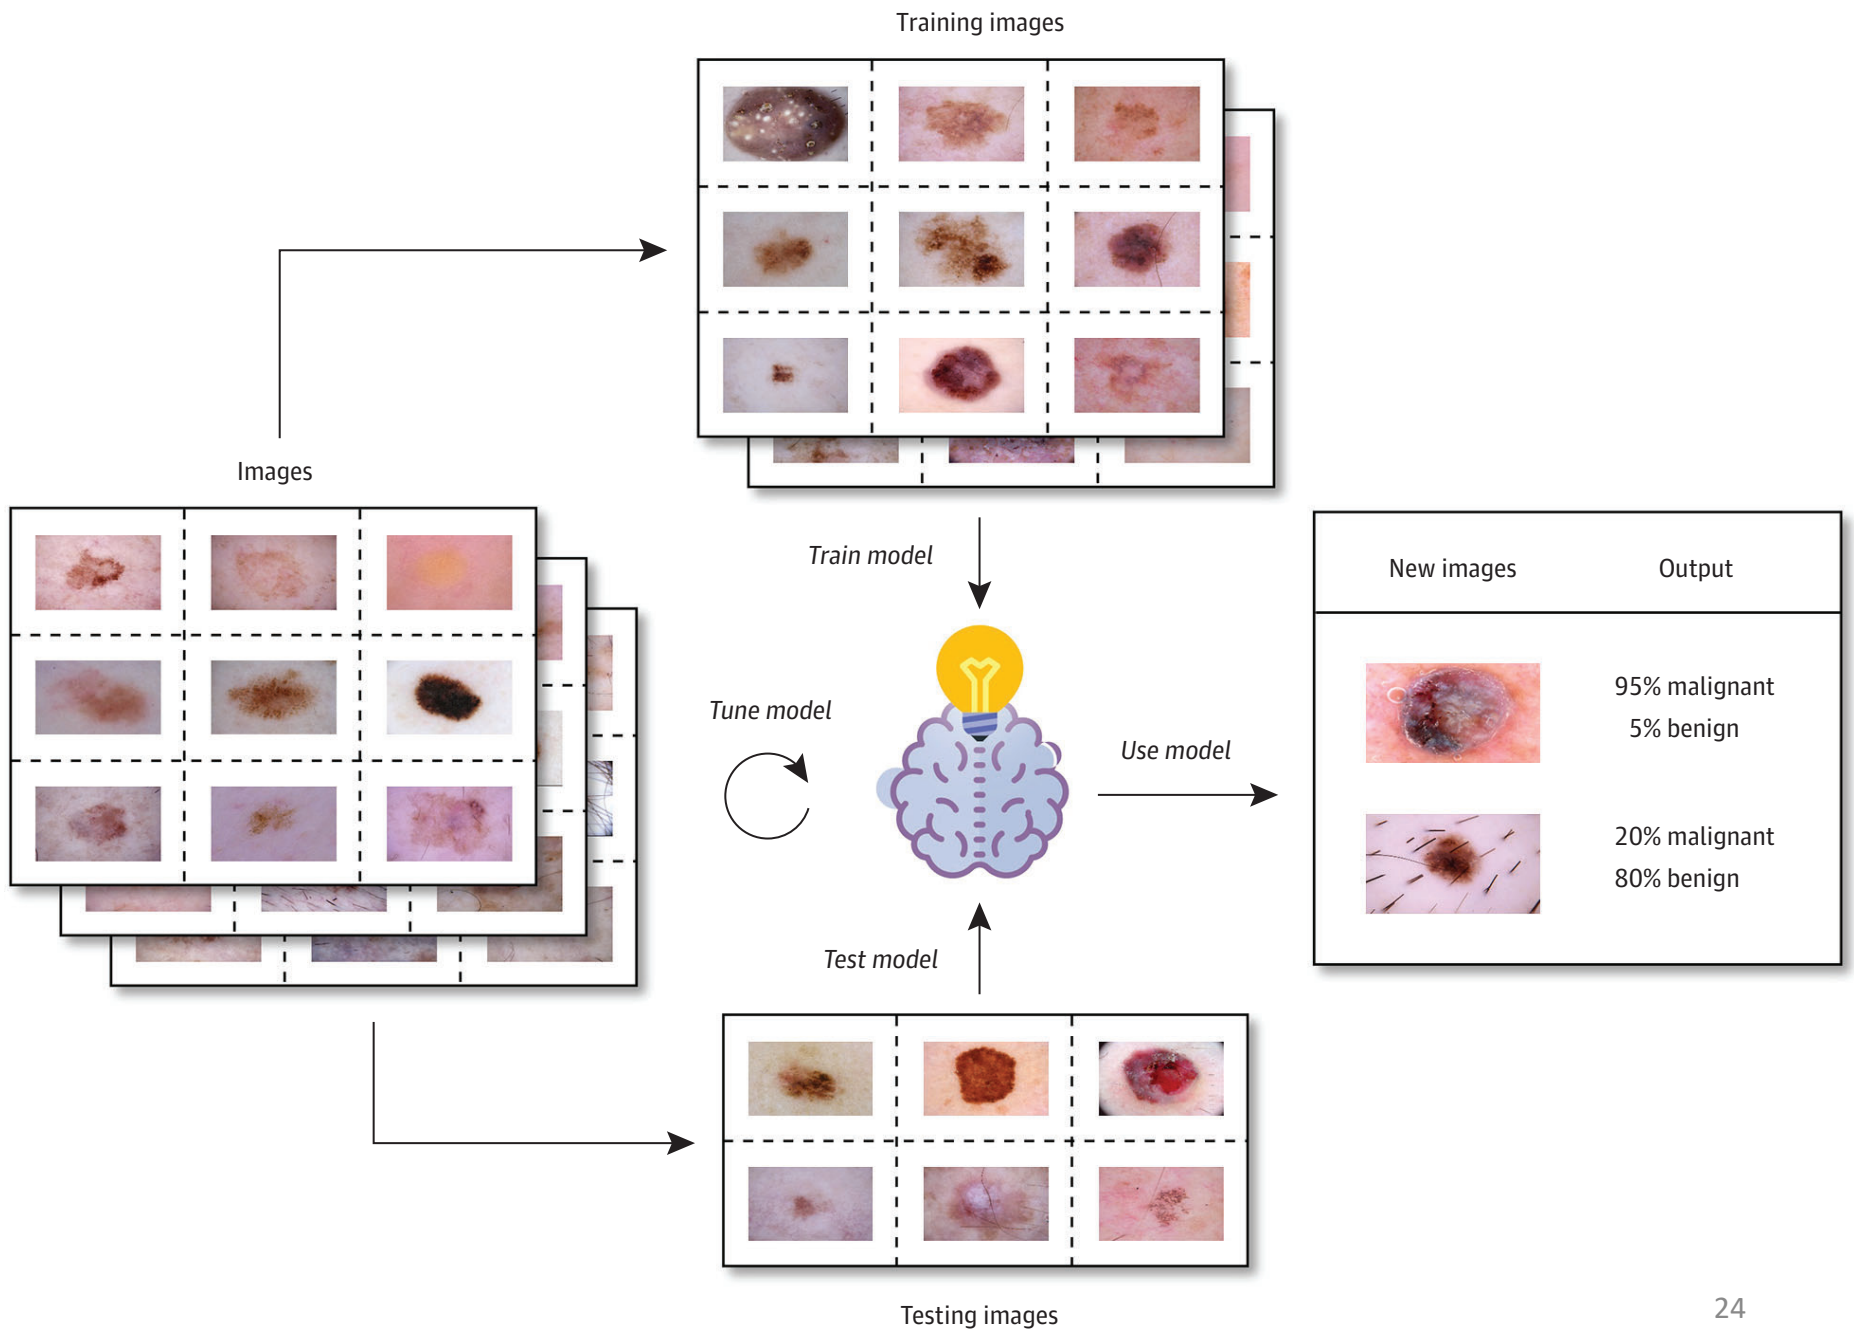 Training images
Images
Train model
New images
Output
95% malignant
5% benign
Tune model
Use model
20% malignant
80% benign
Test model
Testing images
24